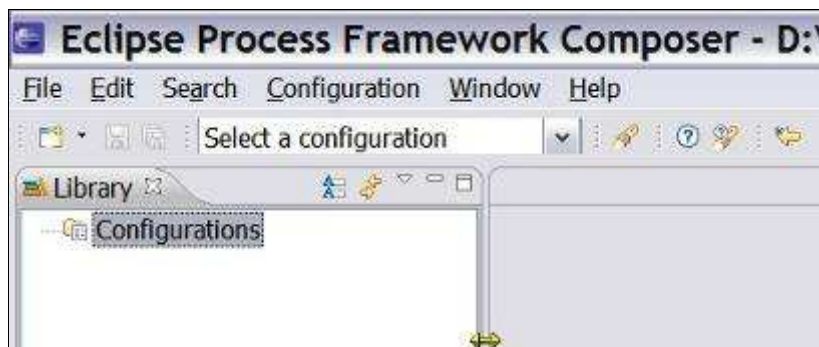 Eclipse Process Framework Composer - D:\
File Edit Search Configuration Window Help
Select a configuration
Library
Configurations